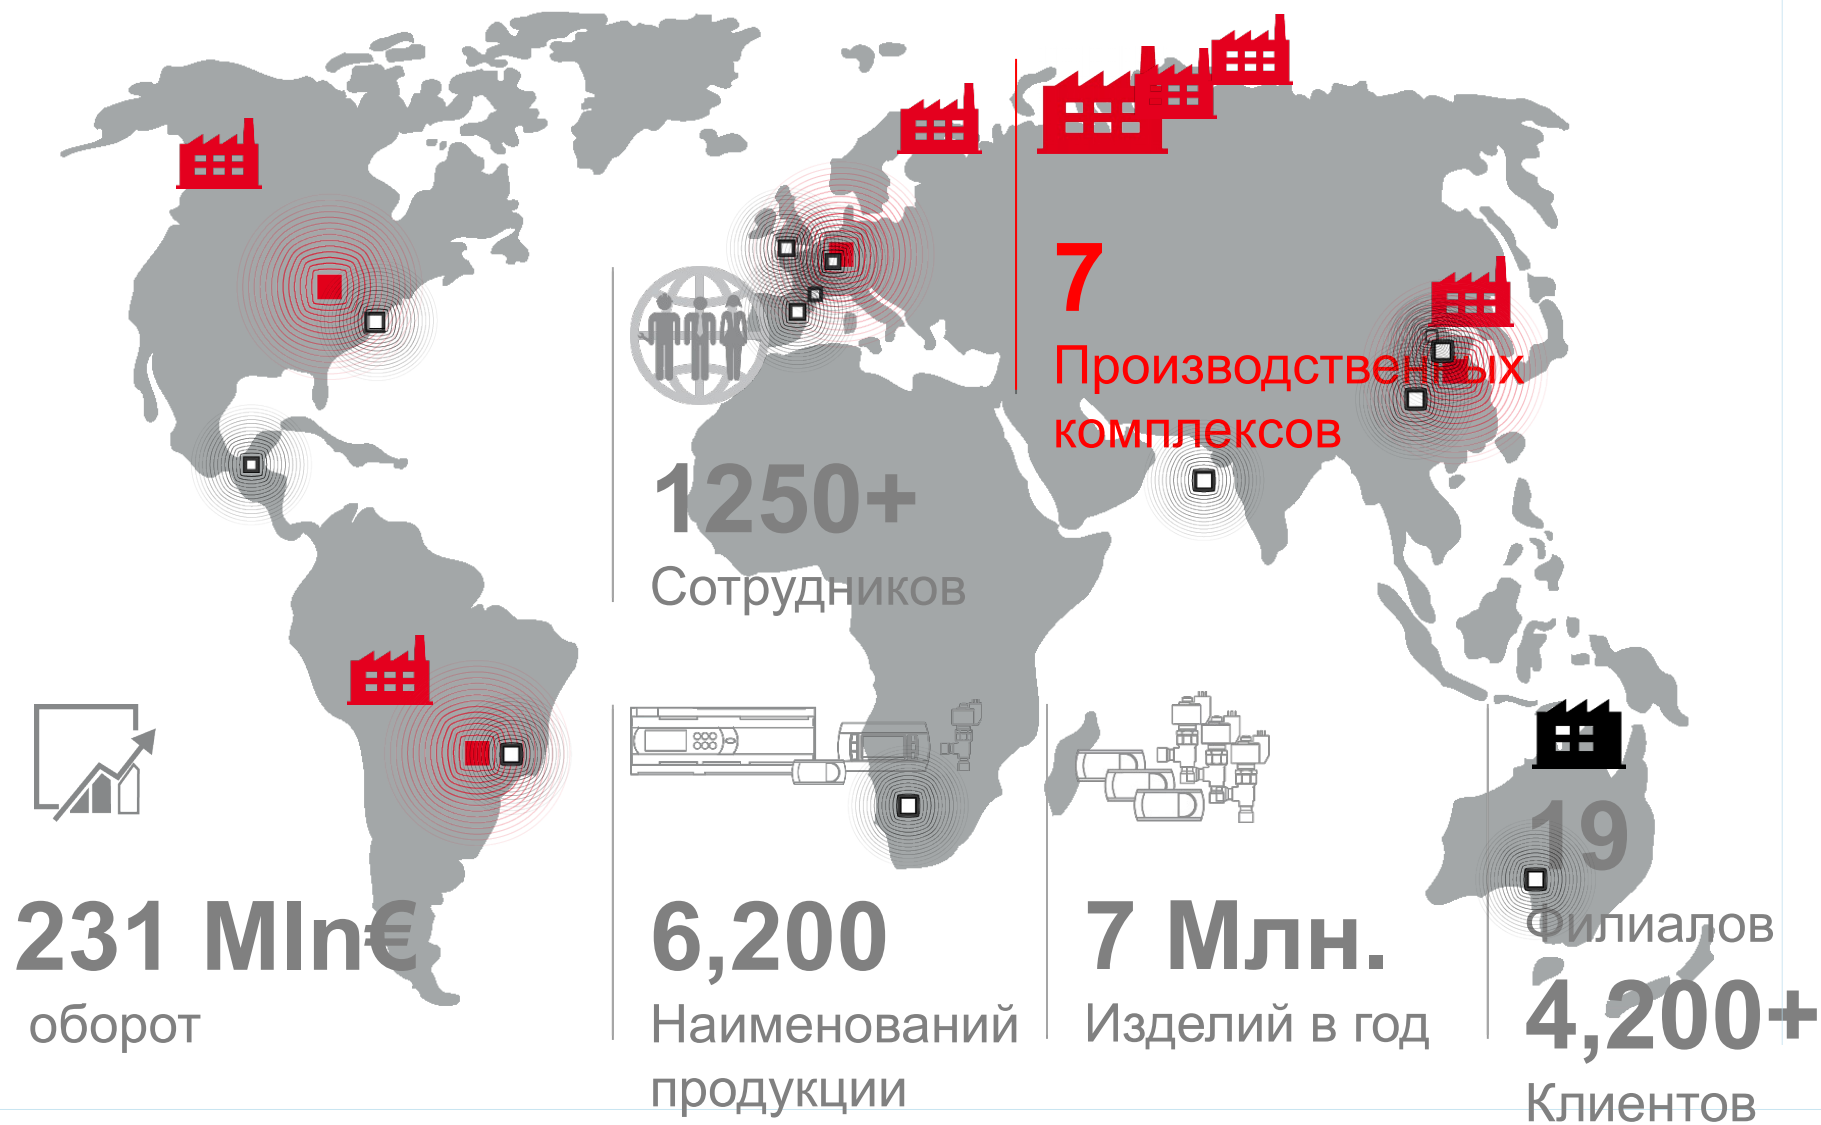 7
Производственных
комплексов
1250+
Сотрудников
231 Mln€
оборот
6,200
Наименований
продукции
7 Млн.
Изделий в год
19
Филиалов
4,200+
Клиентов